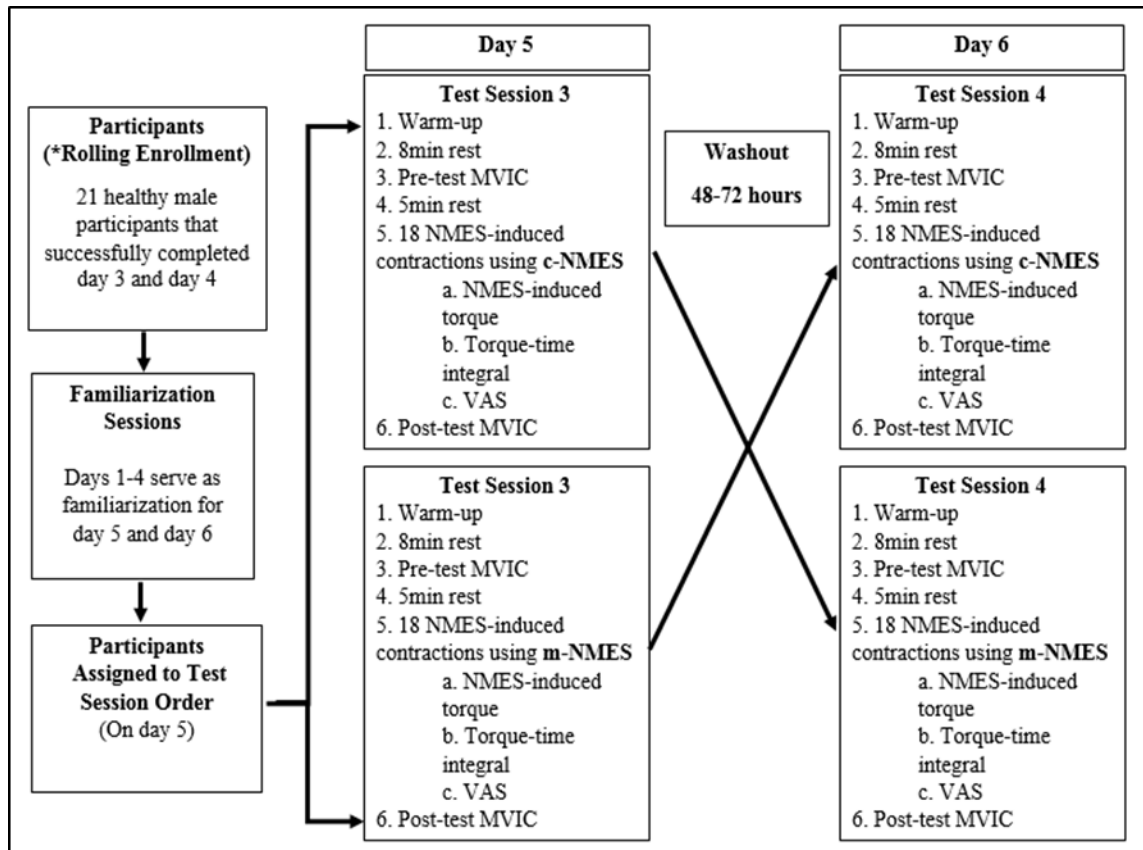 Participants
(*Rolling Enrollment)
21 healthy male
participants that
successfully completed
day 3 and day 4
Familiarization
Sessions
Days 1-4 serve as
familiarization for
day 5 and day 6
Participants
Assigned to Test
Session Order
(On day 5)
Day 5
Test Session 3
1. Warm-up
2. 8min rest
3. Pre-test MVIC
4. 5min rest
5. 18 NMES-induced
contractions using c-NMES
a. NMES-induced
torque
b. Torque-time
integral
c. VAS
6. Post-test MVIC
Test Session 3
1. Warm-up
2. 8min rest
3. Pre-test MVIC
4. 5min rest
5. 18 NMES-induced
contractions using m-NMES
a. NMES-induced
torque
b. Torque-time
integral
c. VAS
6. Post-test MVIC
Washout
48-72 hours
Day 6
Test Session 4
1. Warm-up
2. 8min rest
3. Pre-test MVIC
4. 5min rest
5. 18 NMES-induced
contractions using c-NMES
a. NMES-induced
torque
b. Torque-time
integral
c. VAS
6. Post-test MVIC
Test Session 4
1. Warm-up
2. 8min rest
3. Pre-test MVIC
4. 5min rest
5. 18 NMES-induced
contractions using m-NMES
a. NMES-induced
torque
b. Torque-time
integral
c. VAS
6. Post-test MVIC